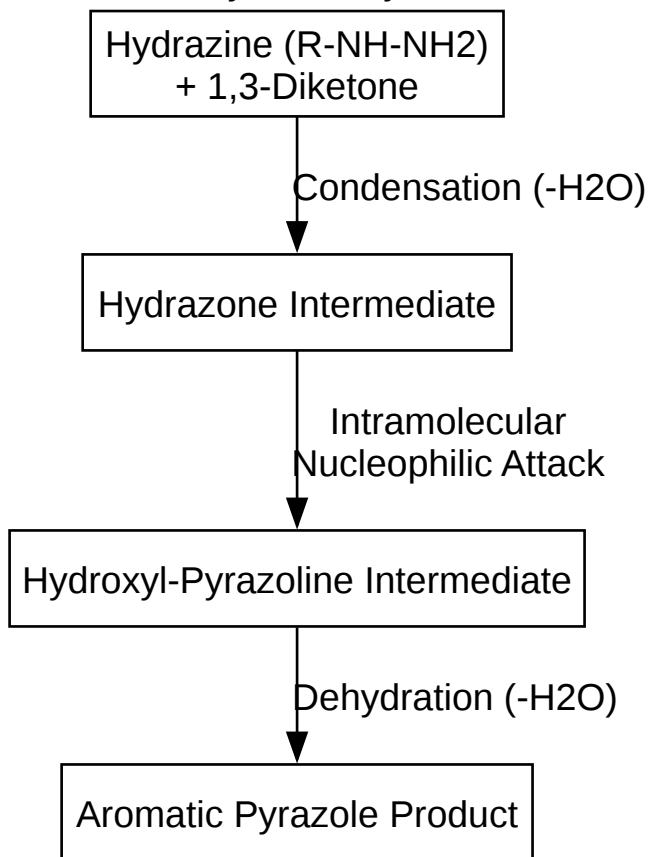 Hydrazine (R-NH-NH2)
+ 1,3-Diketone
Condensation (-H2O)
Hydrazone Intermediate
Intramolecular
Nucleophilic Attack
Hydroxyl-Pyrazoline Intermediate
Dehydration (-H2O)
Aromatic Pyrazole Product